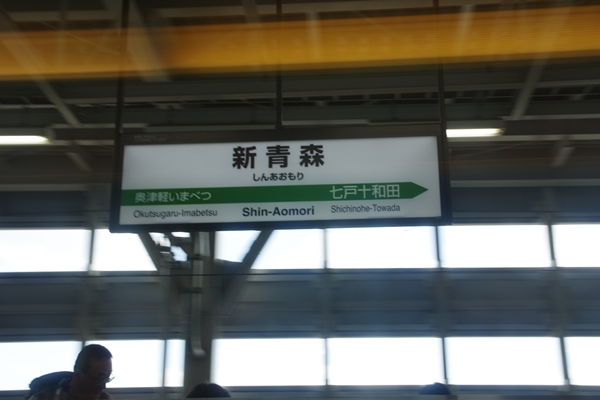 新青森
しんあおもり
奥津軽いまべつ 七戸十和田
Okutsugaru-Imabetsu Shin-Aomori Shichinohe-Towada